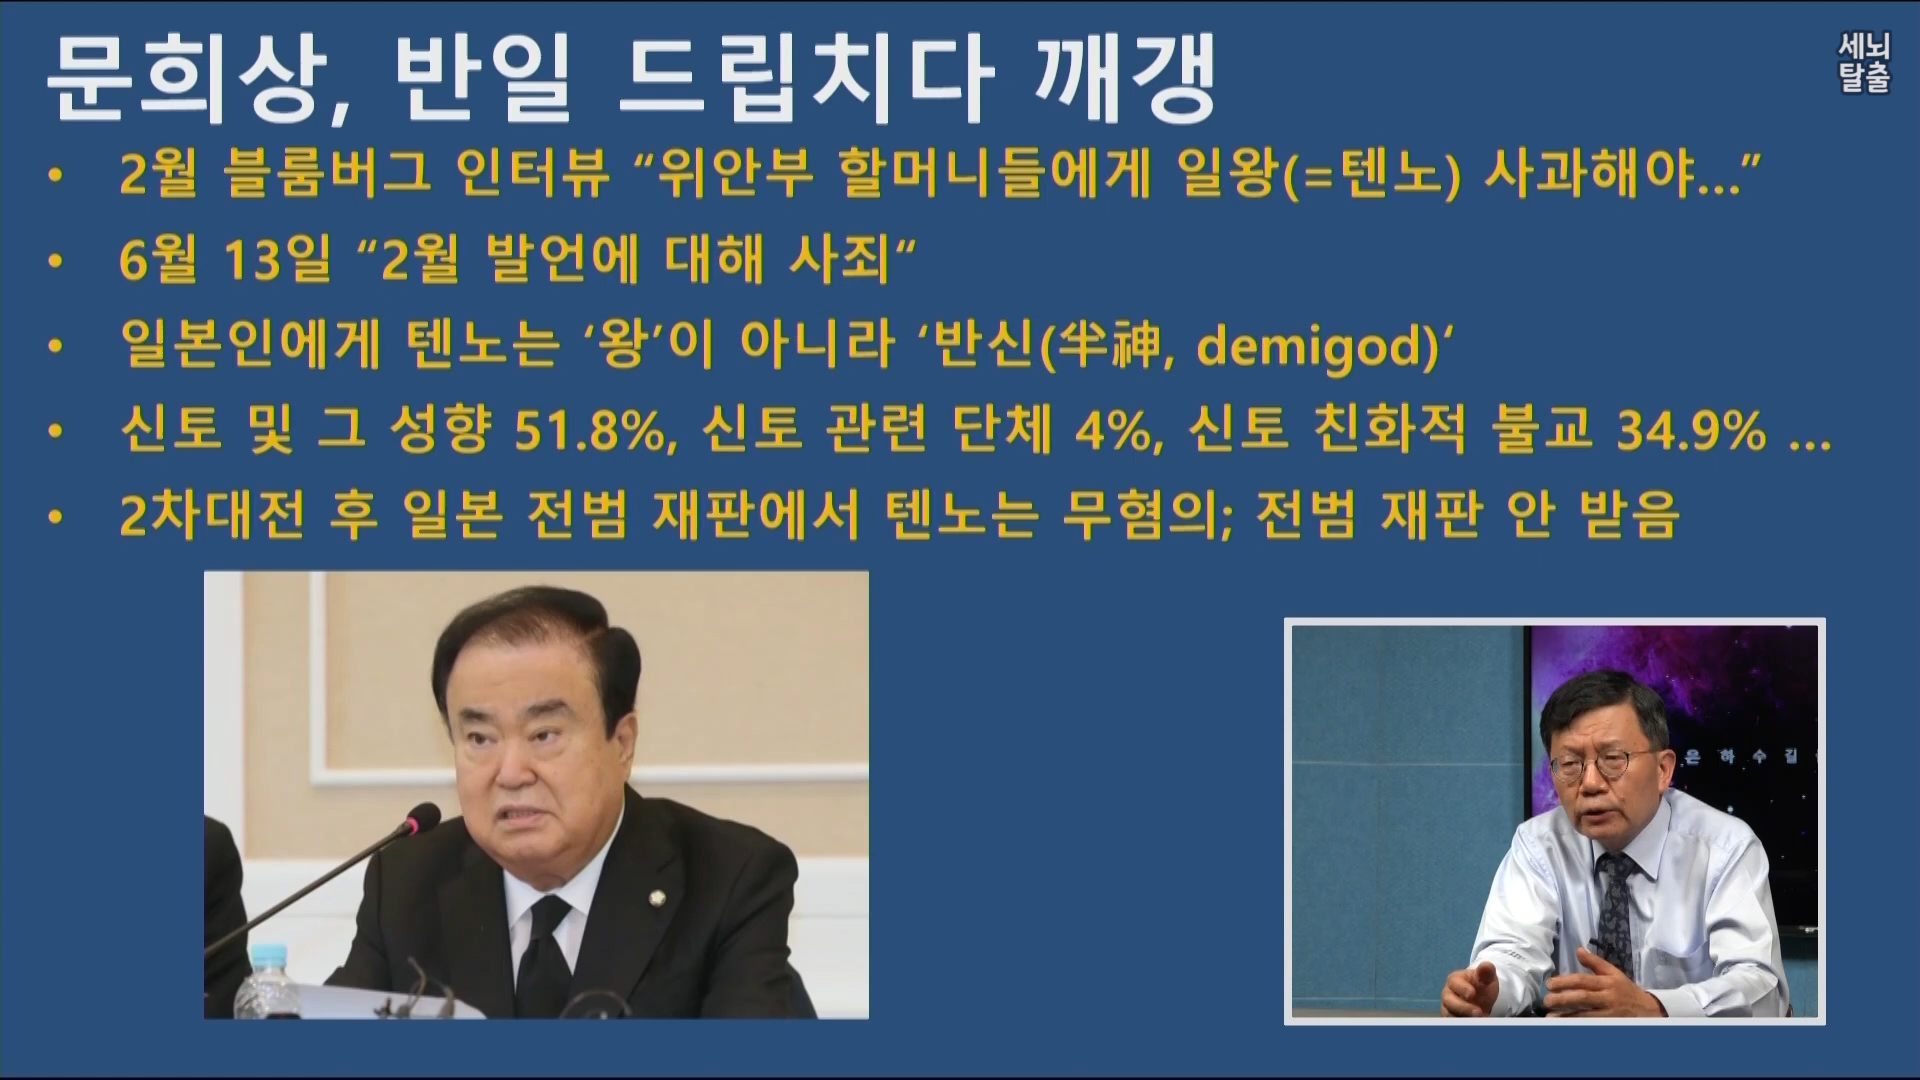 문희상, 반일 드립치다 깨갱
세뇌
탈출
• 2월 블룸버그 인터뷰 “위안부 할머니들에게 일왕(=텐노) 사과해야...”
• 6월 13일 “2월 발언에 대해 사죄“
• 일본인에게 텐노는 ‘왕’이 아니라 ‘반신(半神, demigod)‘
• 신토 및 그 성향 51.8%, 신토 관련 단체 4%, 신토 친화적 불교 34.9% ...
• 2차대전 후 일본 전범 재판에서 텐노는 무혐의; 전범 재판 안 받음
은 하 수 길